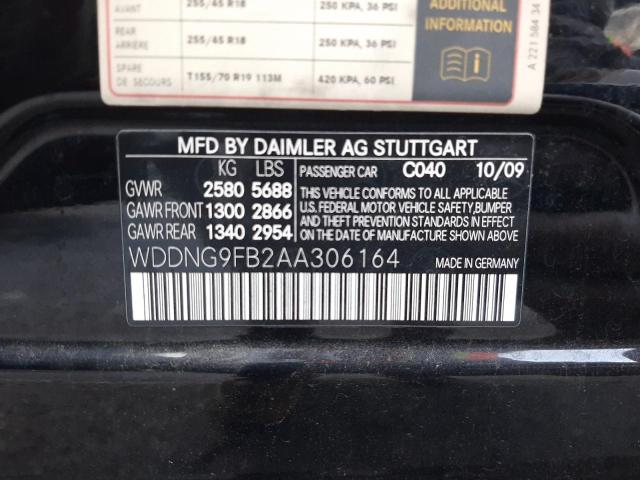 AVANT 255/45 R18 250 KPA, 36 PSI
REAR
ARRIÈRE 255/45 R18 250 KPA, 36 PSI
SPARE
DE SECOURS T155/70 R19 113M 420 KPA, 60 PSI
ADDITIONAL
INFORMATION
A 221 584 34
MFD BY DAIMLER AG STUTTGART
KG LBS PASSENGER CAR C040 10/09
GVWR 2580 5688
GAWR FRONT 1300 2866
GAWR REAR 1340 2954
THIS VEHICLE CONFORMS TO ALL APPLICABLE
U.S. FEDERAL MOTOR VEHICLE SAFETY,BUMPER
AND THEFT PREVENTION STANDARDS IN EFFECT
ON THE DATE OF MANUFACTURE SHOWN ABOVE.
WDDNG9FB2AA306164 MADE IN GERMANY